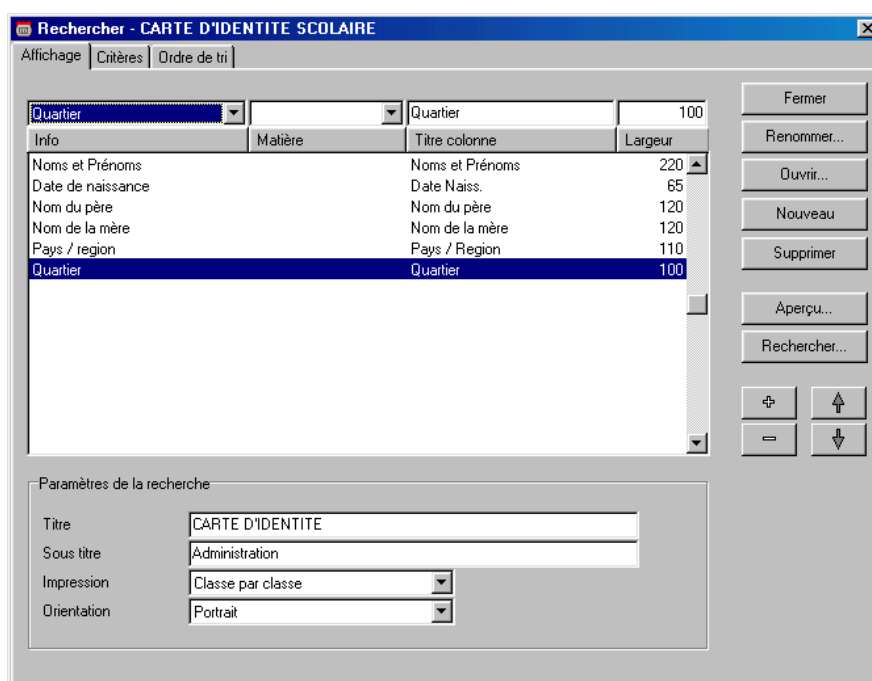 Rechercher - CARTE D'IDENTITE SCOLAIRE
Affichage Critères Ordre de tri
Quartier Quartier 100
Info Matière Titre colonne Largeur
Noms et Prénoms Noms et Prénoms 220
Date de naissance Date Naiss. 65
Nom du père Nom du père 120
Nom de la mère Nom de la mère 120
Pays / region Pays / Region 110
Quartier Quartier 100
Fermer
Renommer...
Ouvrir...
Nouveau
Supprimer
Aperçu...
Rechercher...
Paramètres de la recherche
Titre CARTE D'IDENTITE
Sous titre Administration
Impression Classe par classe
Orientation Portrait